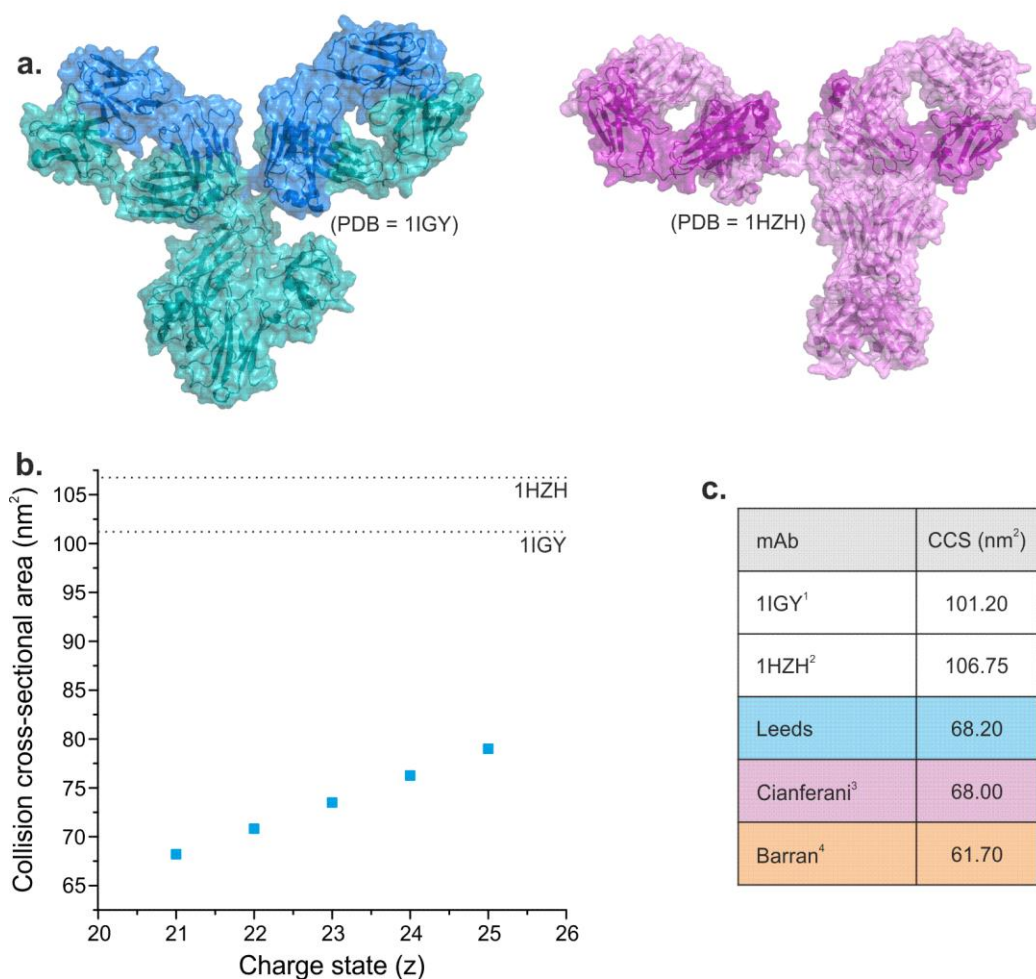 a.
(PDB = 1IGY)
(PDB = 1HZH)
b.
Collision cross-sectional area (nm²)
105
100
95
90
85
80
75
70
65
1HZH
1IGY
20 21 22 23 24 25 26
Charge state (z)
c.
mAb CCS (nm²)
1IGY¹ 101.20
1HZH² 106.75
Leeds 68.20
Cianferani³ 68.00
Barran⁴ 61.70